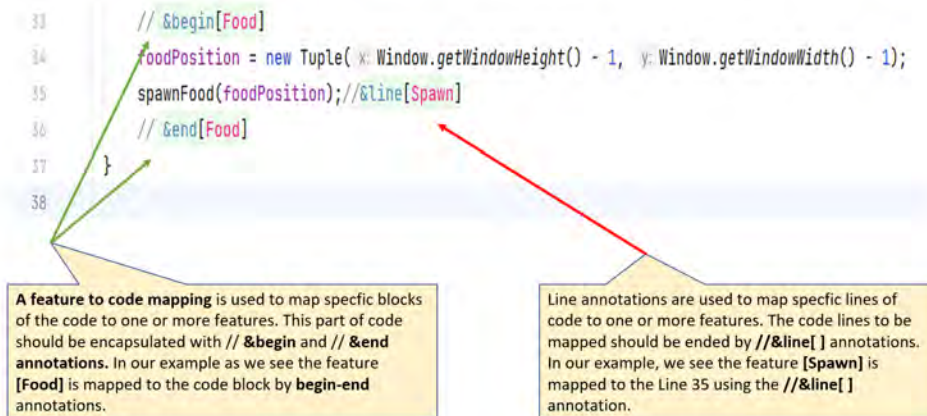 33 // &begin[Food]
34 foodPosition = new Tuple( x: Window.getWindowHeight() - 1, y: Window.getWindowWidth() - 1);
35 spawnFood(foodPosition);//&line[Spawn]
36 // &end[Food]
37 }
38
A feature to code mapping is used to map specfic blocks
of the code to one or more features. This part of code
should be encapsulated with // &begin and // &end
annotations. In our example as we see the feature
[Food] is mapped to the code block by begin-end
annotations.
Line annotations are used to map specfic lines of
code to one or more features. The code lines to be
mapped should be ended by //&line[ ] annotations.
In our example, we see the feature [Spawn] is
mapped to the Line 35 using the //&line[ ]
annotation.